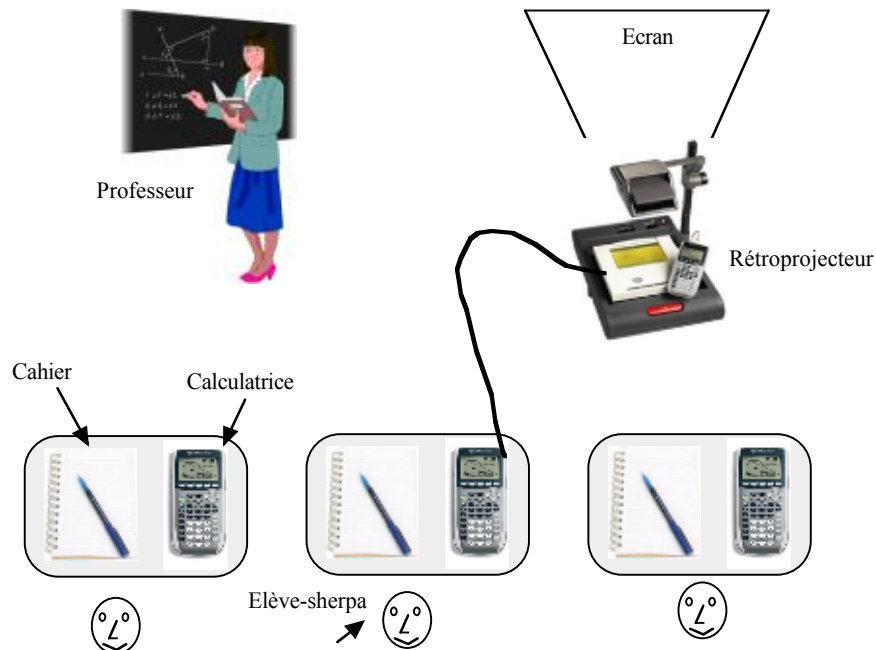 Ecran
Professeur
Rétroprojecteur
Cahier
Calculatrice
Elève-sherpa